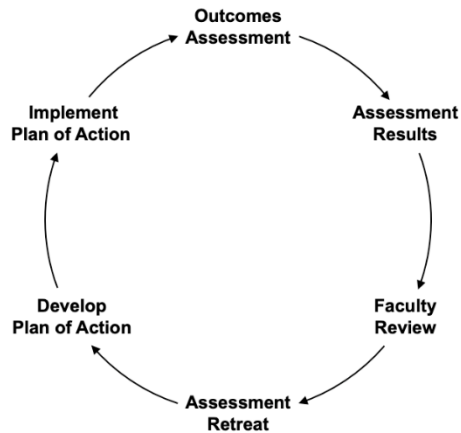 Outcomes
Assessment
Assessment
Results
Faculty
Review
Assessment
Retreat
Develop
Plan of Action
Implement
Plan of Action